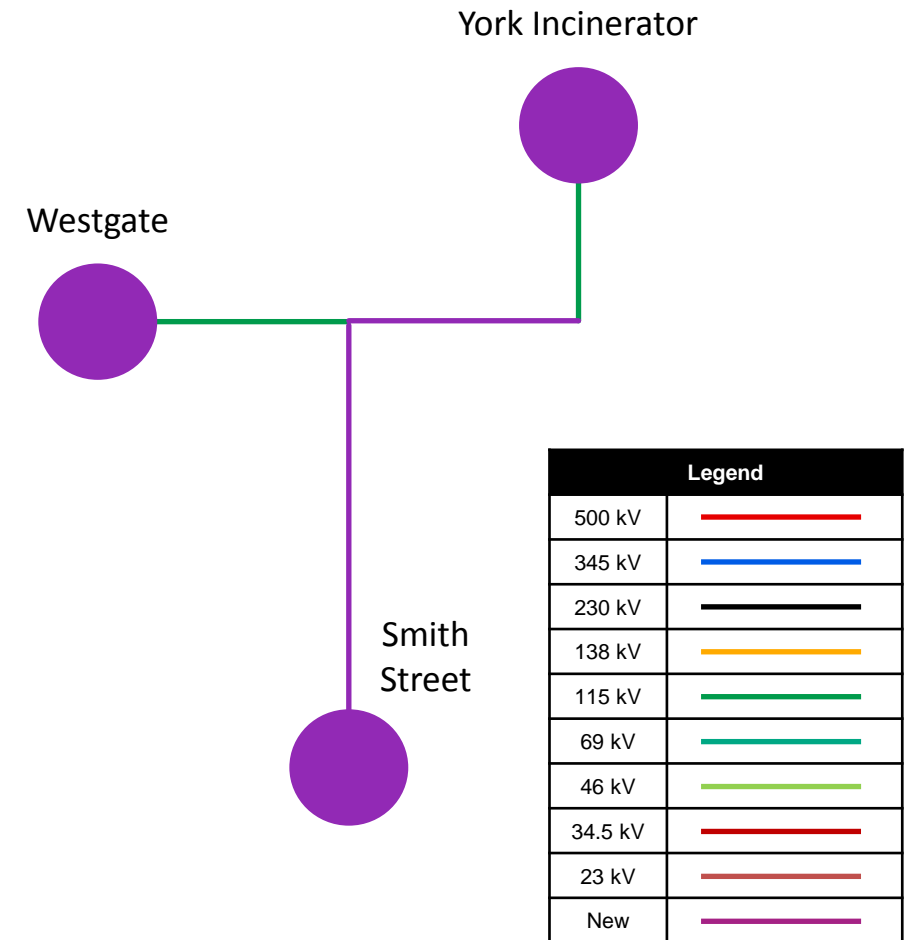 York Incinerator
Westgate
Smith
Street
Legend
500 kV
345 kV
230 kV
138 kV
115 kV
69 kV
46 kV
34.5 kV
23 kV
New